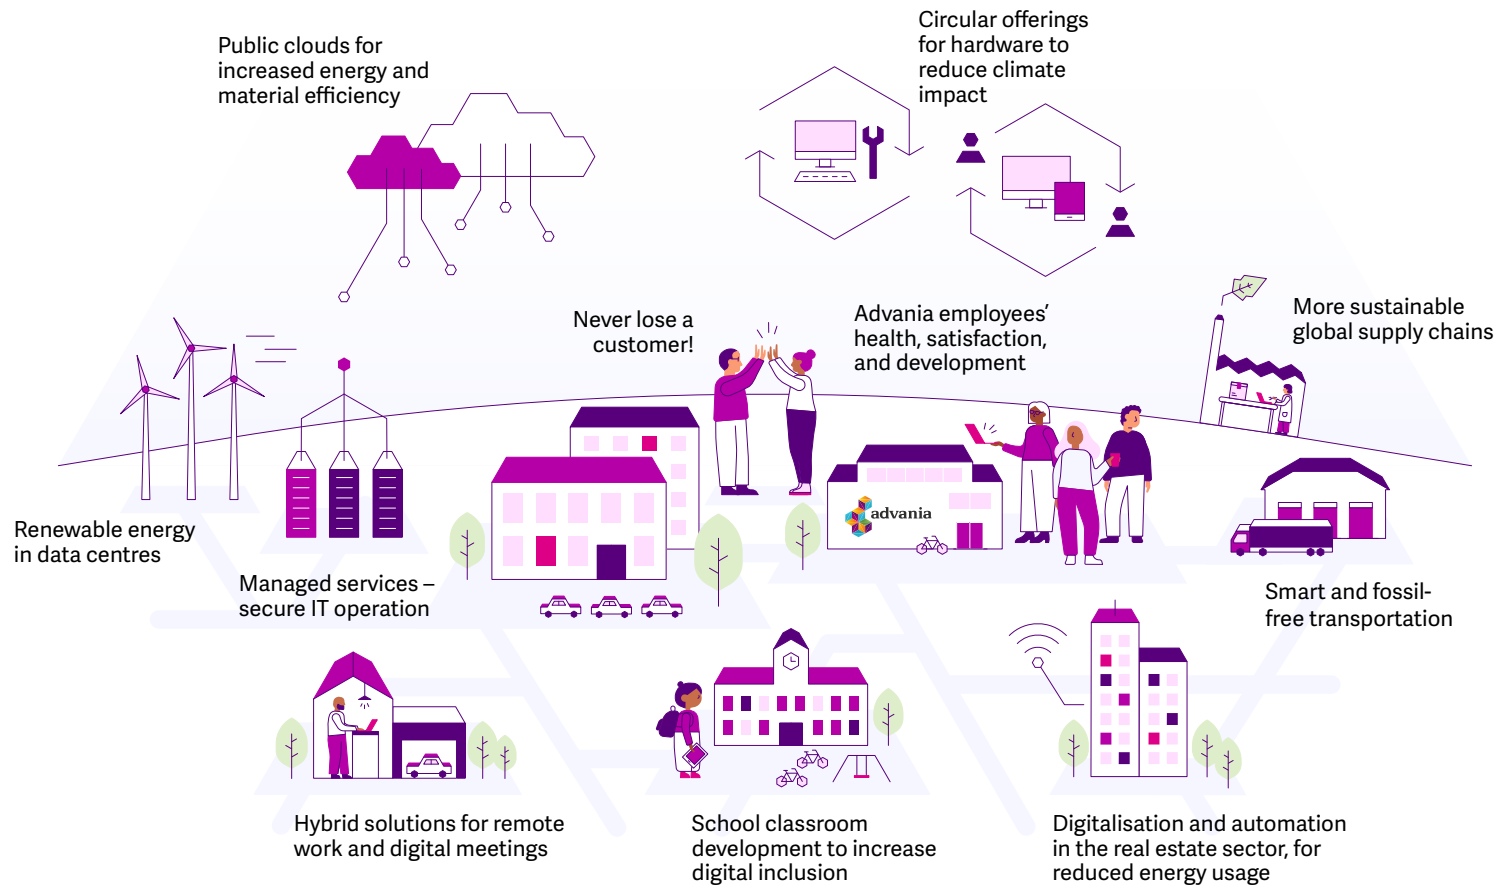 Public clouds for
increased energy and
material efficiency
Circular offerings
for hardware to
reduce climate
impact
Never lose a
customer!
Advania employees’
health, satisfaction,
and development
More sustainable
global supply chains
Renewable energy
in data centres
Managed services –
secure IT operation
advania
Smart and fossil-
free transportation
Hybrid solutions for remote
work and digital meetings
School classroom
development to increase
digital inclusion
Digitalisation and automation
in the real estate sector, for
reduced energy usage